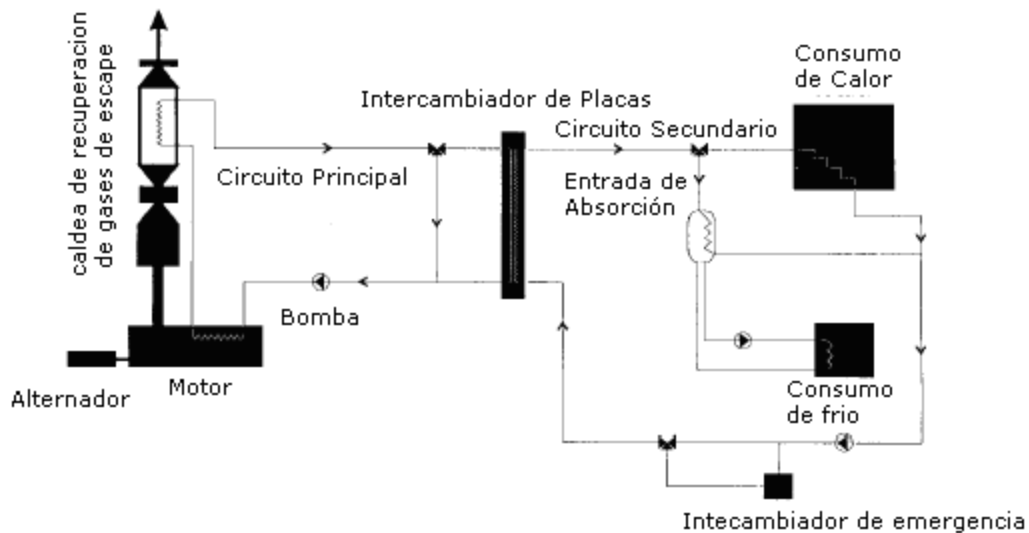 caldea de recuperacion
de gases de escape
Intercambiador de Placas
Consumo
de Calor
Circuito Secundario
Circuito Principal
Entrada de
Absorción
Bomba
Alternador
Motor
Consumo
de frio
Intecambiador de emergencia